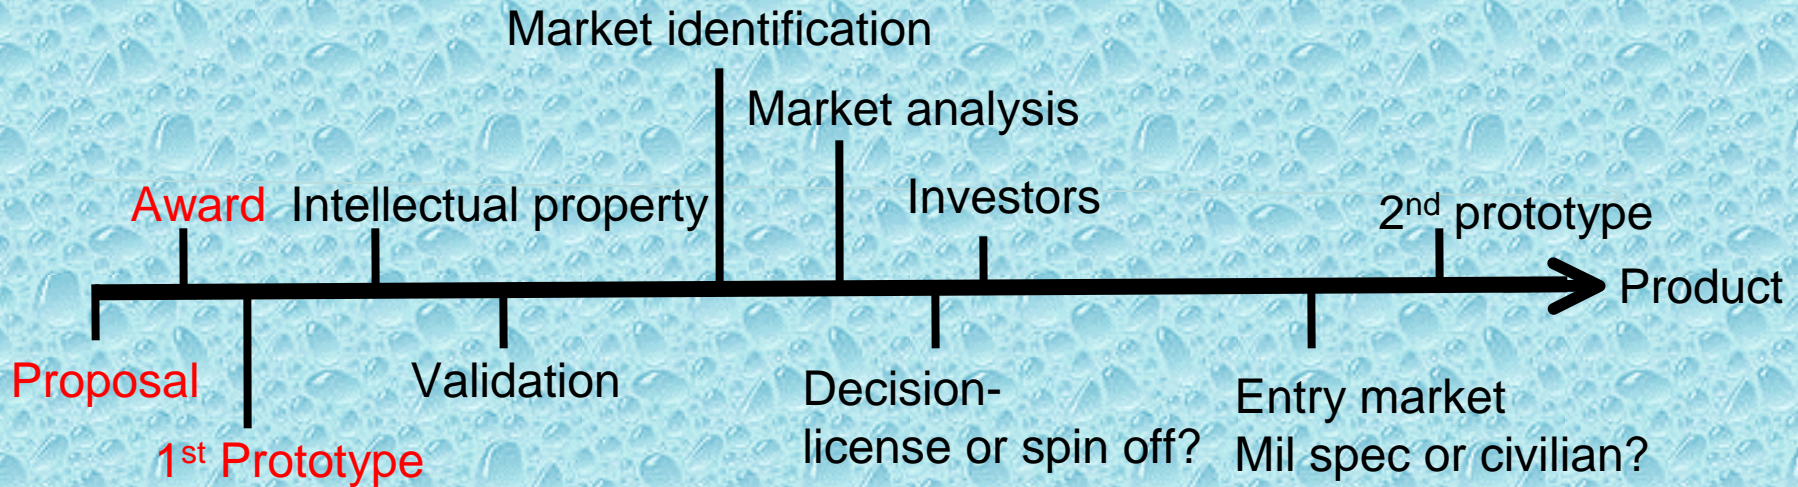 Market identification
Market analysis
Award
Intellectual property
Investors
2nd prototype
Product
Proposal
Validation
Decision-
license or spin off?
Entry market
Mil spec or civilian?
1st Prototype